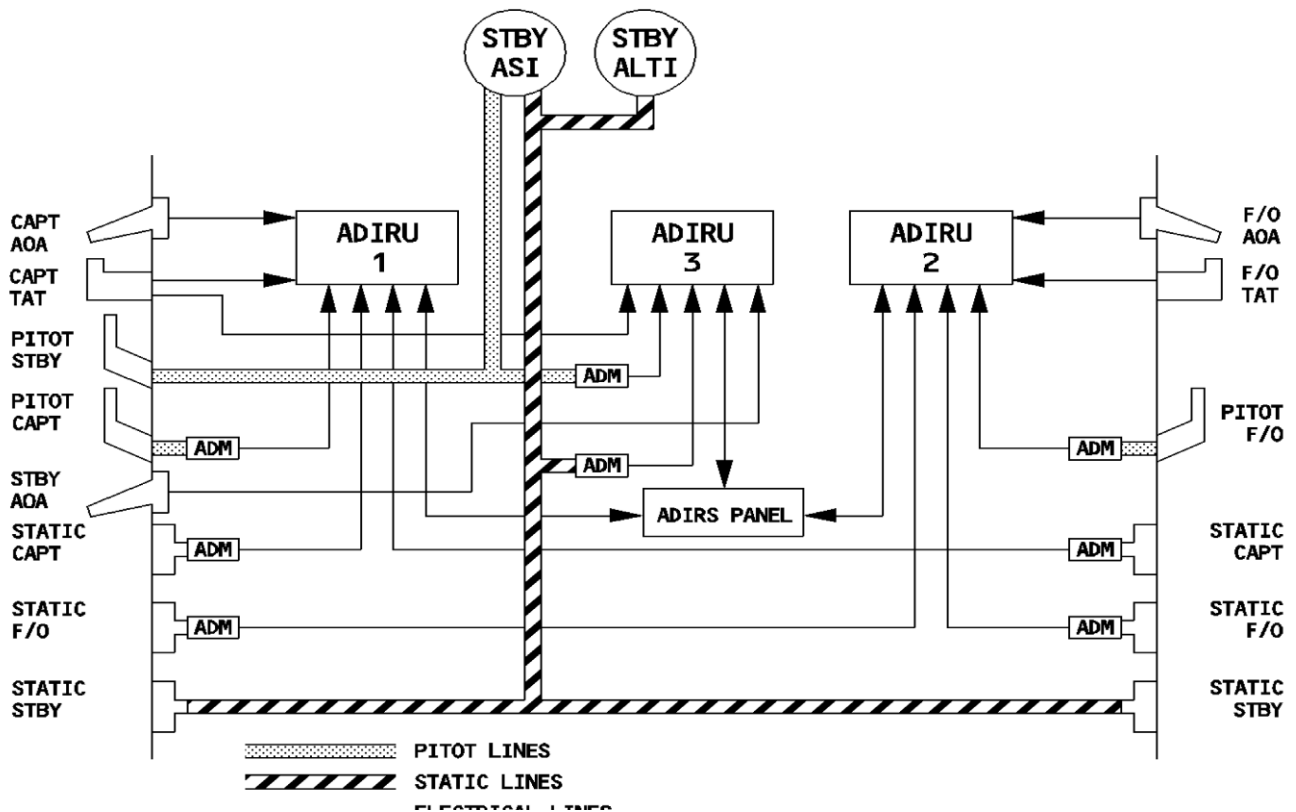 STBY
ASI
STBY
ALTI
CAPT
AOA
CAPT
TAT
PITOT
STBY
PITOT
CAPT
STBY
AOA
STATIC
CAPT
STATIC
F/O
STATIC
STBY
ADIRU
1
ADIRU
3
ADIRU
2
ADM
ADM
ADM
ADM
ADM
ADIRS PANEL
ADM
ADM
ADM
F/O
AOA
F/O
TAT
PITOT
F/O
STATIC
CAPT
STATIC
F/O
STATIC
STBY
PITOT LINES
STATIC LINES
ELECTRICAL LINES